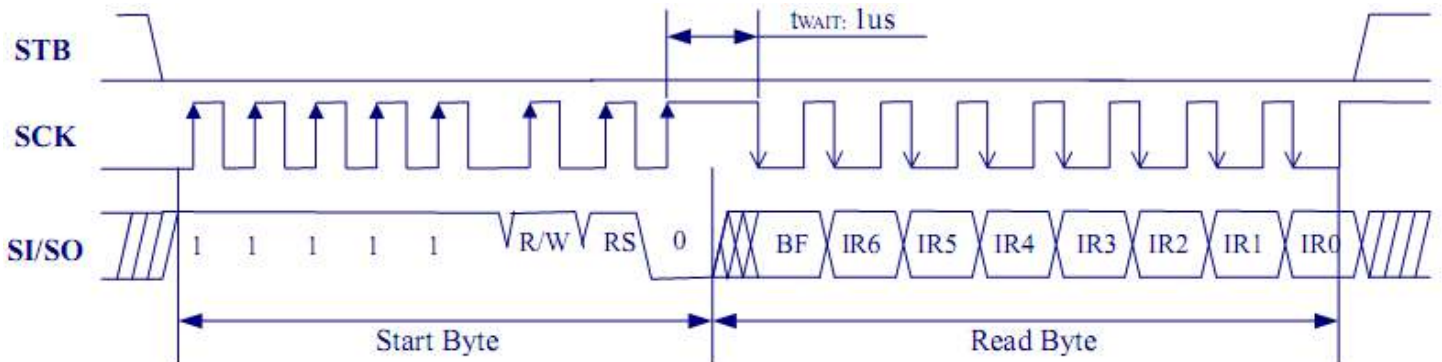 tWAIT: 1us
STB
SCK
SI/SO 1 1 1 1 1 R/W RS 0 BF IR6 IR5 IR4 IR3 IR2 IR1 IR0
Start Byte Read Byte